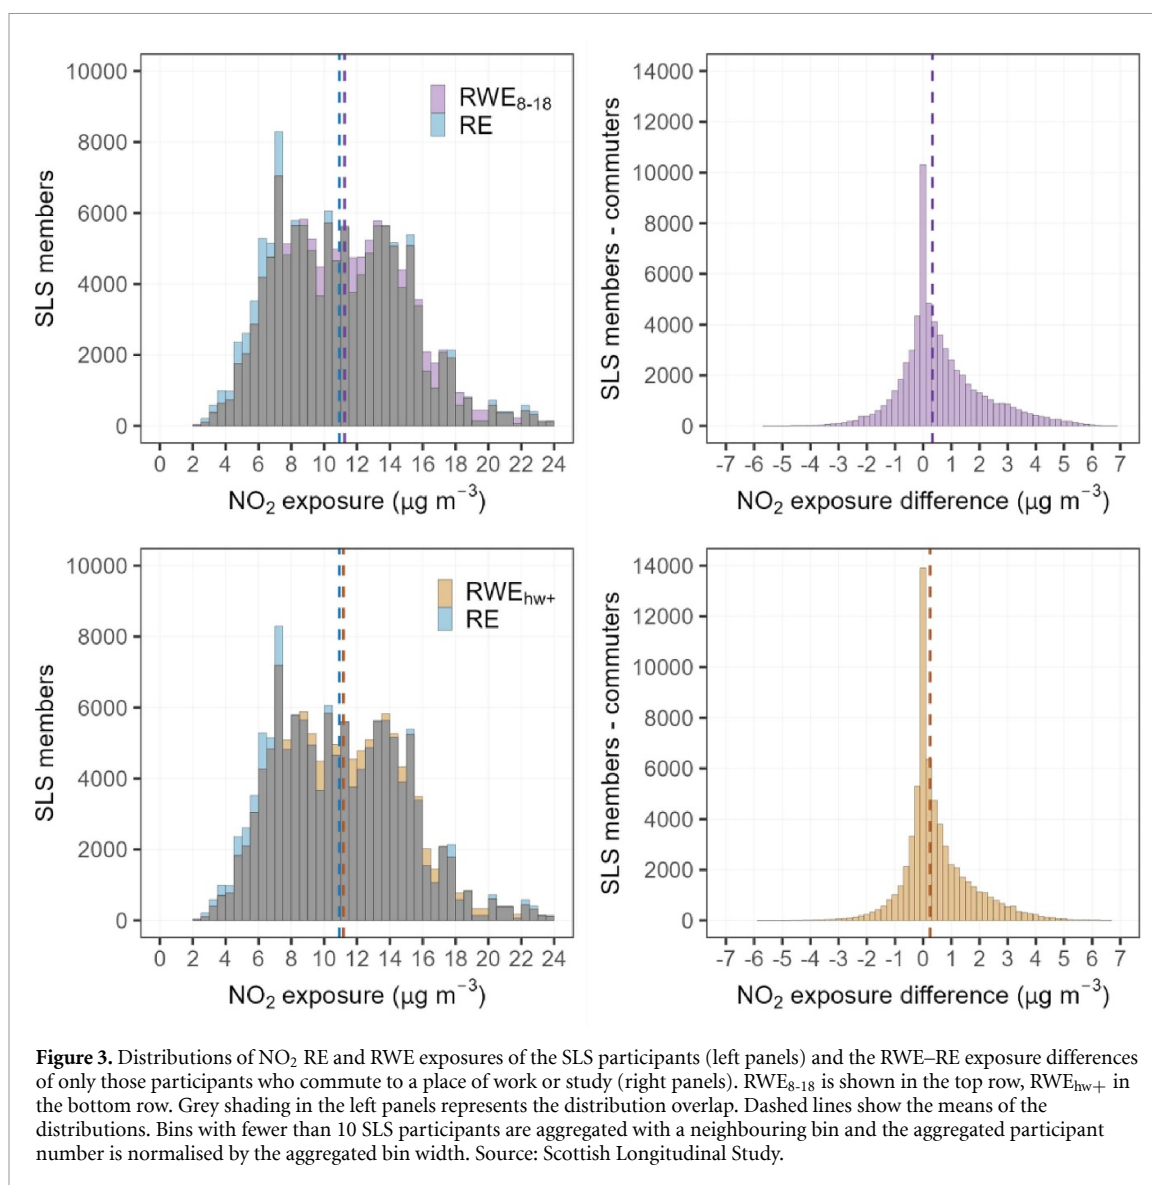 10000
8000
6000
4000
2000
0
SLS members
RWE8-18
RE
0 2 4 6 8 10 12 14 16 18 20 22 24
NO2 exposure (μg m−3)
14000
12000
10000
8000
6000
4000
2000
0
SLS members - commuters
-7 -6 -5 -4 -3 -2 -1 0 1 2 3 4 5 6 7
NO2 exposure difference (μg m−3)
10000
8000
6000
4000
2000
0
SLS members
RWEhw+
RE
0 2 4 6 8 10 12 14 16 18 20 22 24
NO2 exposure (μg m−3)
14000
12000
10000
8000
6000
4000
2000
0
SLS members - commuters
-7 -6 -5 -4 -3 -2 -1 0 1 2 3 4 5 6 7
NO2 exposure difference (μg m−3)
Figure 3. Distributions of NO2 RE and RWE exposures of the SLS participants (left panels) and the RWE–RE exposure differences
of only those participants who commute to a place of work or study (right panels). RWE8-18 is shown in the top row, RWEhw+ in
the bottom row. Grey shading in the left panels represents the distribution overlap. Dashed lines show the means of the
distributions. Bins with fewer than 10 SLS participants are aggregated with a neighbouring bin and the aggregated participant
number is normalised by the aggregated bin width. Source: Scottish Longitudinal Study.